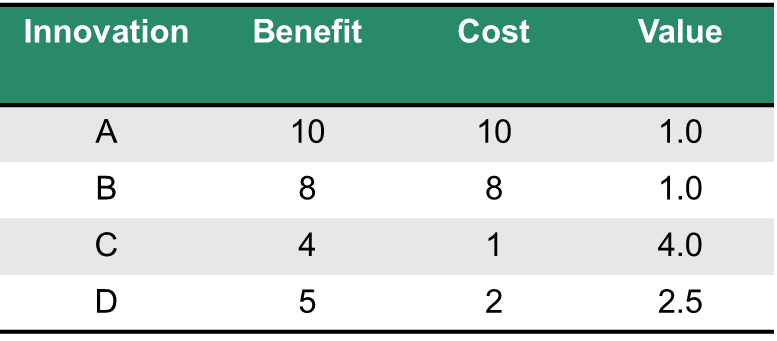 Innovation Benefit Cost Value
A 10 10 1.0
B 8 8 1.0
C 4 1 4.0
D 5 2 2.5